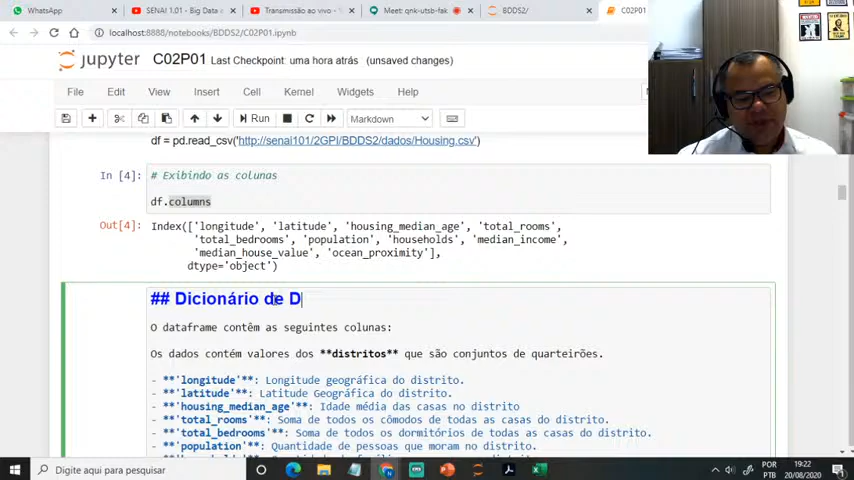 WhatsApp
SENAI 1.01 - Big Data e
Transmissão ao vivo - 
Meet: qnk-utsb-fak
BDDS2/
C02P01
localhost:8888/notebooks/BDDS2/C02P01.ipynb
jupyter C02P01 Last Checkpoint: uma hora atrás (unsaved changes)
File Edit View Insert Cell Kernel Widgets Help
Run Markdown
df = pd.read_csv('http://senai101/2GPI/BDDS2/dados/Housing.csv')
In [4]: # Exibindo as colunas
df.columns
Out[4]: Index(['longitude', 'latitude', 'housing_median_age', 'total_rooms',
'total_bedrooms', 'population', 'households', 'median_income',
'median_house_value', 'ocean_proximity'],
dtype='object')
## Dicionário de D
O dataframe contêm as seguintes colunas:
Os dados contém valores dos **distritos** que são conjuntos de quarteirões.
- **'longitude'**: Longitude geográfica do distrito.
- **'latitude'**: Latitude Geográfica do distrito.
- **'housing_median_age'**: Idade média das casas no distrito
- **'total_rooms'**: Soma de todos os cômodos de todas as casas do distrito.
- **'total_bedrooms'**: Soma de todos os dormitórios de todas as casas do distrito.
- **'population'**: Quantidade de pessoas que moram no distrito.
Digite aqui para pesquisar
POR 19:22
PTB 20/08/2020